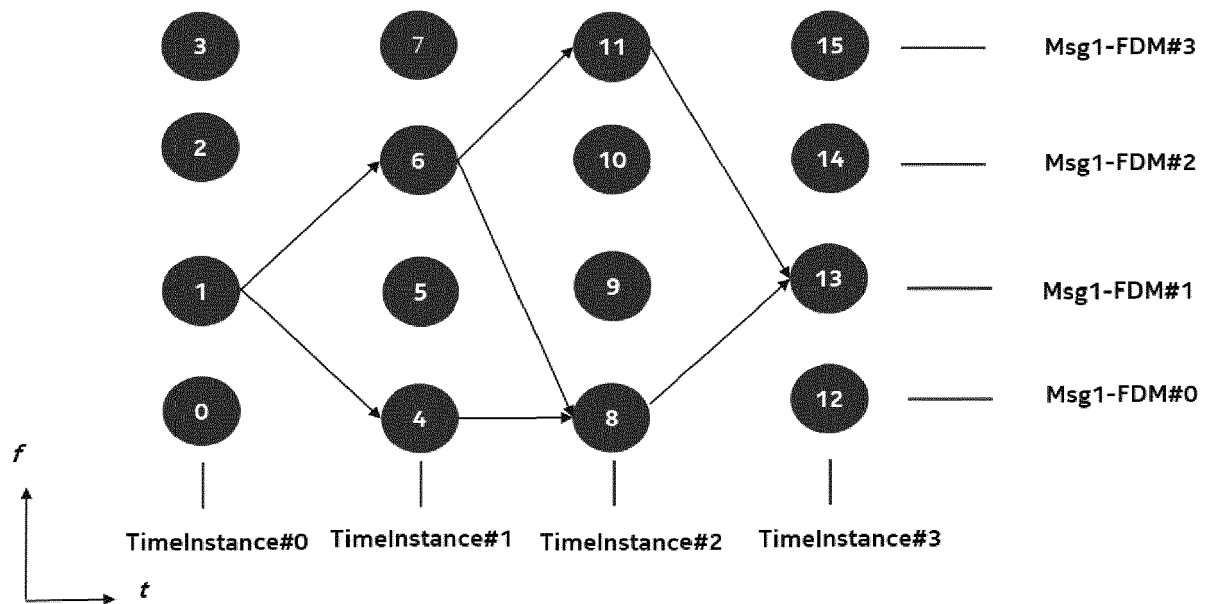 3 7 11 15 Msg1-FDM#3
2 6 10 14 Msg1-FDM#2
1 5 9 13 Msg1-FDM#1
0 4 8 12 Msg1-FDM#0
f
TimeInstance#0 TimeInstance#1 TimeInstance#2 TimeInstance#3
t